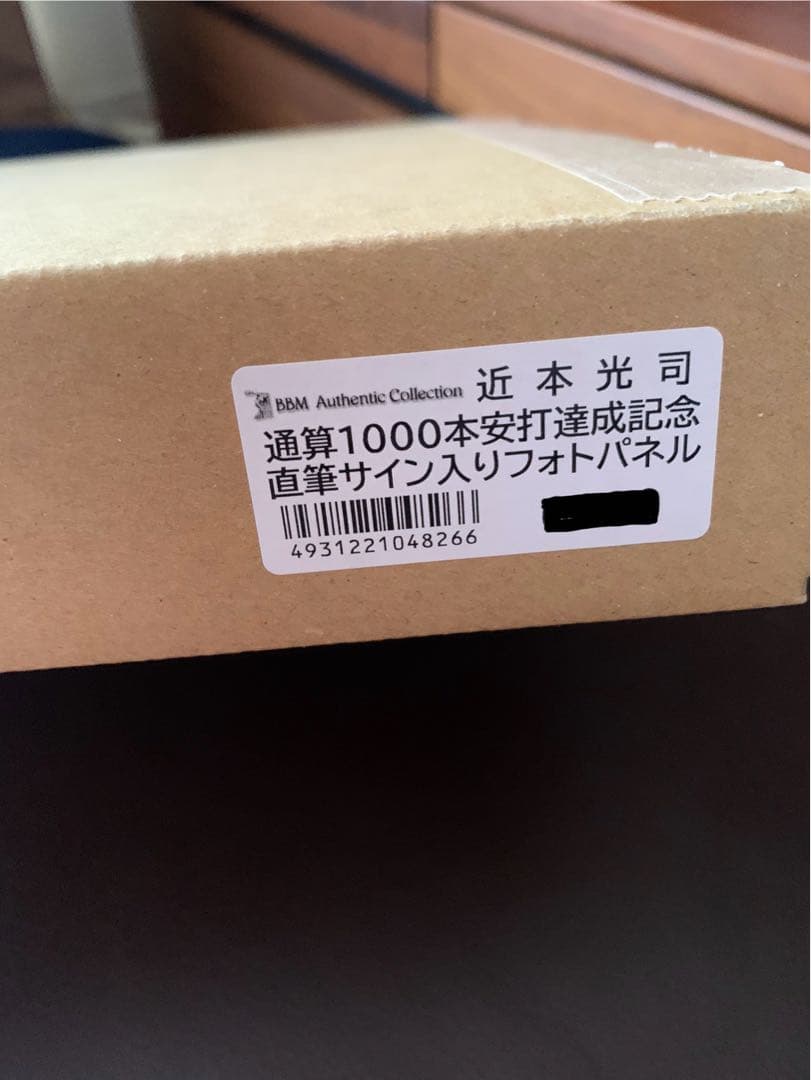 BBM Authentic Collection 近本光司
通算1000本安打達成記念
直筆サイン入りフォトパネル
4931221048266